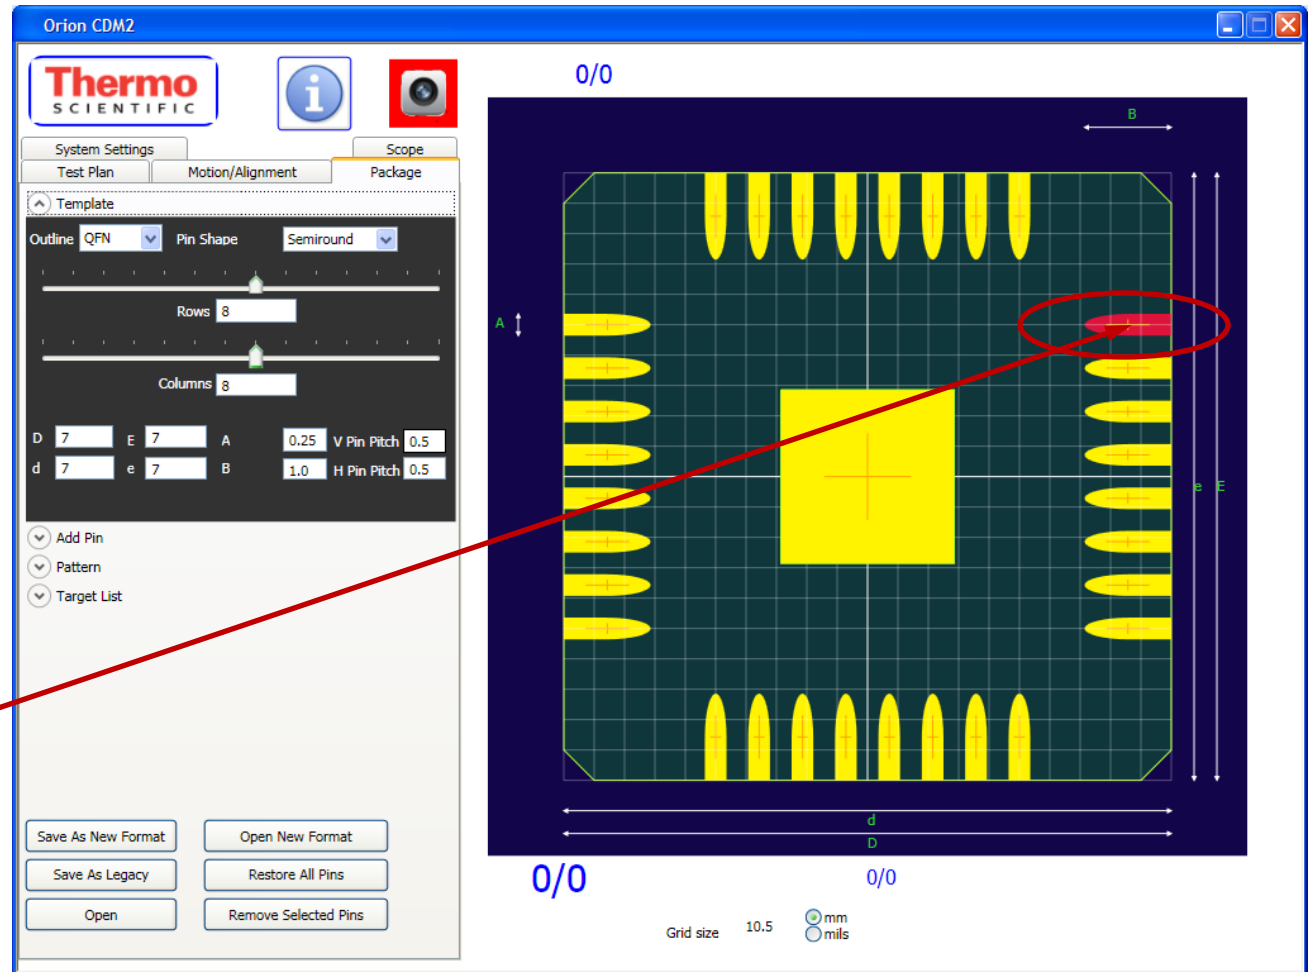 Orion CDM2
Thermo
SCIENTIFIC
i
0/0
System Settings Scope
Test Plan Motion/Alignment Package
Template
Outline QFN Pin Shape Semiround
Rows 8
Columns 8
D 7 E 7 A 0.25 V Pin Pitch 0.5
d 7 e 7 B 1.0 H Pin Pitch 0.5
Add Pin
Pattern
Target List
Save As New Format Open New Format
Save As Legacy Restore All Pins
Open Remove Selected Pins
B
A
e E
d
D
0/0 0/0
Grid size 10.5 mm
mils